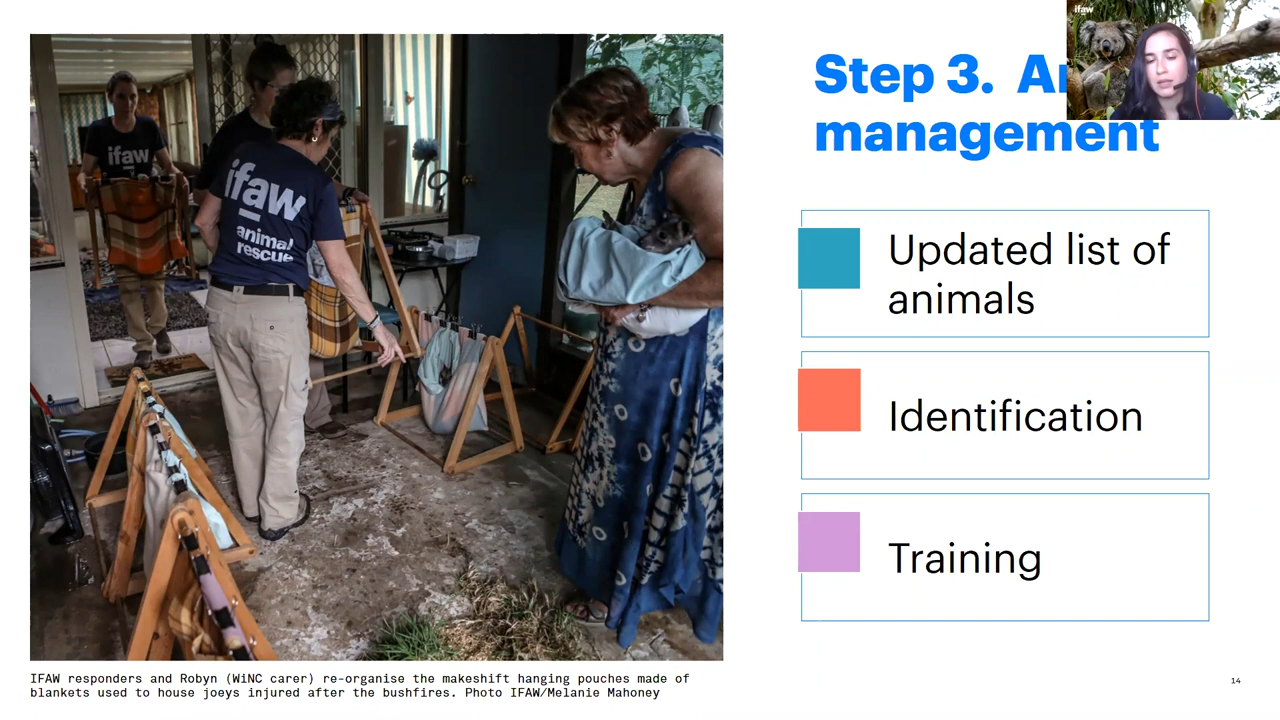 ifaw
Step 3.
management
ifaw
ifaw
animal
rescue
Updated list of
animals
Identification
Training
IFAW responders and Robyn (WiNC carer) re-organise the makeshift hanging pouches made of
blankets used to house joeys injured after the bushfires. Photo IFAW/Melanie Mahoney
14